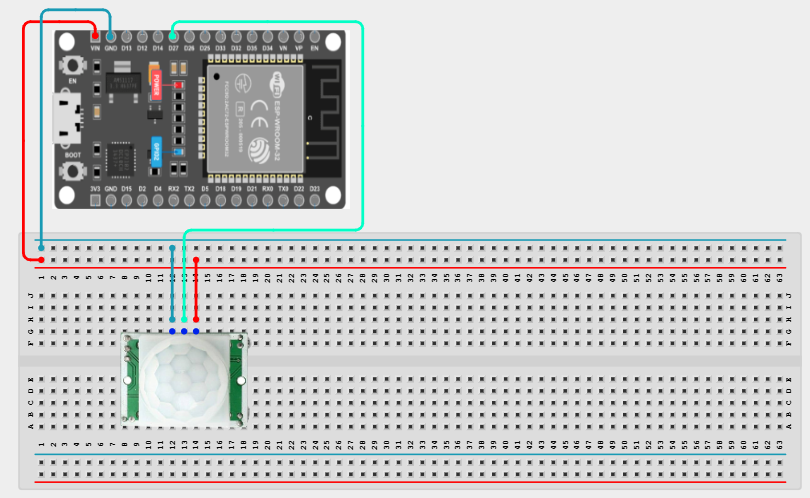 VIN GND D13 D12 D14 D27 D26 D25 D33 D32 D35 D34 VN VP EN
EN
POWER
WiFi
CE
ESP-WROOM-32
GPIO2
BOOT
3V3 GND D15 D2 D4 RX2 TX2 D5 D18 D19 D21 RX0 TX0 D22 D23
1 2 3 4 5 6 7 8 9 10 11 12 13 14 15 16 17 18 19 20 21 22 23 24 25 26 27 28 29 30 31 32 33 34 35 36 37 38 39 40 41 42 43 44 45 46 47 48 49 50 51 52 53 54 55 56 57 58 59 60 61 62 63
J J
I I
H H
G G
F F
E E
D D
C C
B B
A A
1 2 3 4 5 6 7 8 9 10 11 12 13 14 15 16 17 18 19 20 21 22 23 24 25 26 27 28 29 30 31 32 33 34 35 36 37 38 39 40 41 42 43 44 45 46 47 48 49 50 51 52 53 54 55 56 57 58 59 60 61 62 63